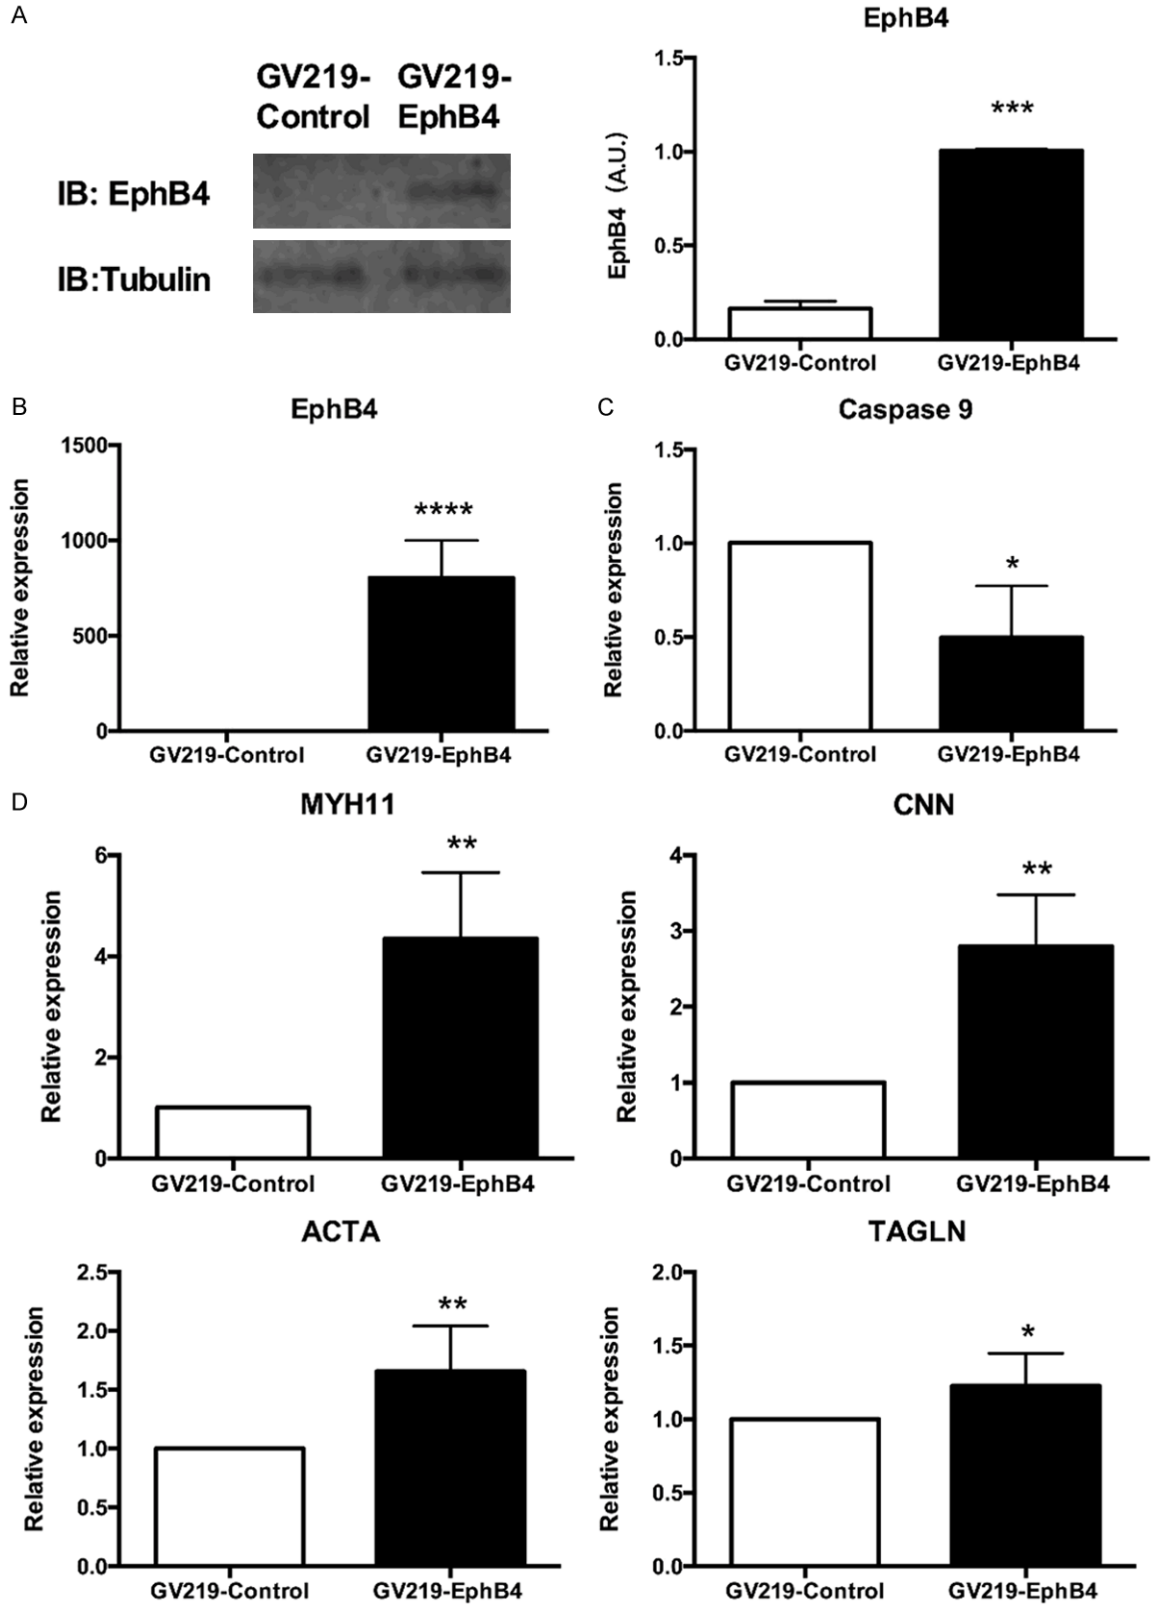 A
GV219- GV219-
Control EphB4
IB: EphB4
IB:Tubulin
EphB4
EphB4 (A.U.)
1.5
1.0
0.5
0.0
***
GV219-Control GV219-EphB4
B
EphB4
Relative expression
1500
1000
500
0
****
GV219-Control GV219-EphB4
C
Caspase 9
Relative expression
1.5
1.0
0.5
0.0
*
GV219-Control GV219-EphB4
D
MYH11
Relative expression
6
4
2
0
**
GV219-Control GV219-EphB4
CNN
Relative expression
4
3
2
1
0
**
GV219-Control GV219-EphB4
ACTA
Relative expression
2.5
2.0
1.5
1.0
0.5
0.0
**
GV219-Control GV219-EphB4
TAGLN
Relative expression
2.0
1.5
1.0
0.5
0.0
*
GV219-Control GV219-EphB4